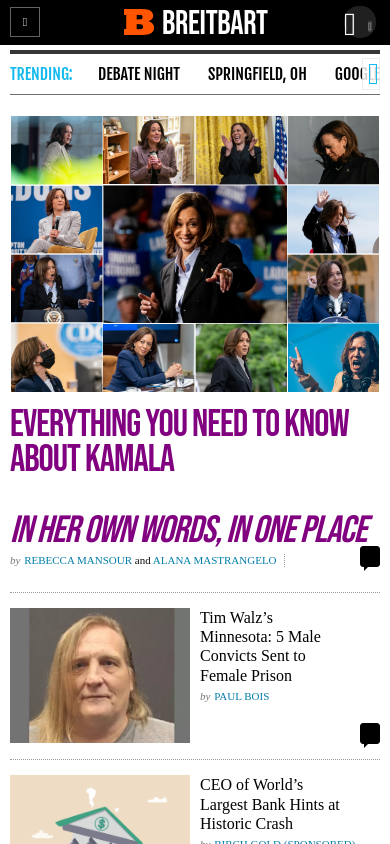 BREITBART
TRENDING:
DEBATE NIGHT
SPRINGFIELD, OH
GOOGLE
EVERYTHING YOU NEED TO KNOW
ABOUT KAMALA
IN HER OWN WORDS, IN ONE PLACE
by REBECCA MANSOUR and ALANA MASTRANGELO
Tim Walz’s
Minnesota: 5 Male
Convicts Sent to
Female Prison
by PAUL BOIS
CEO of World’s
Largest Bank Hints at
Historic Crash
by BIRCH GOLD (SPONSORED)